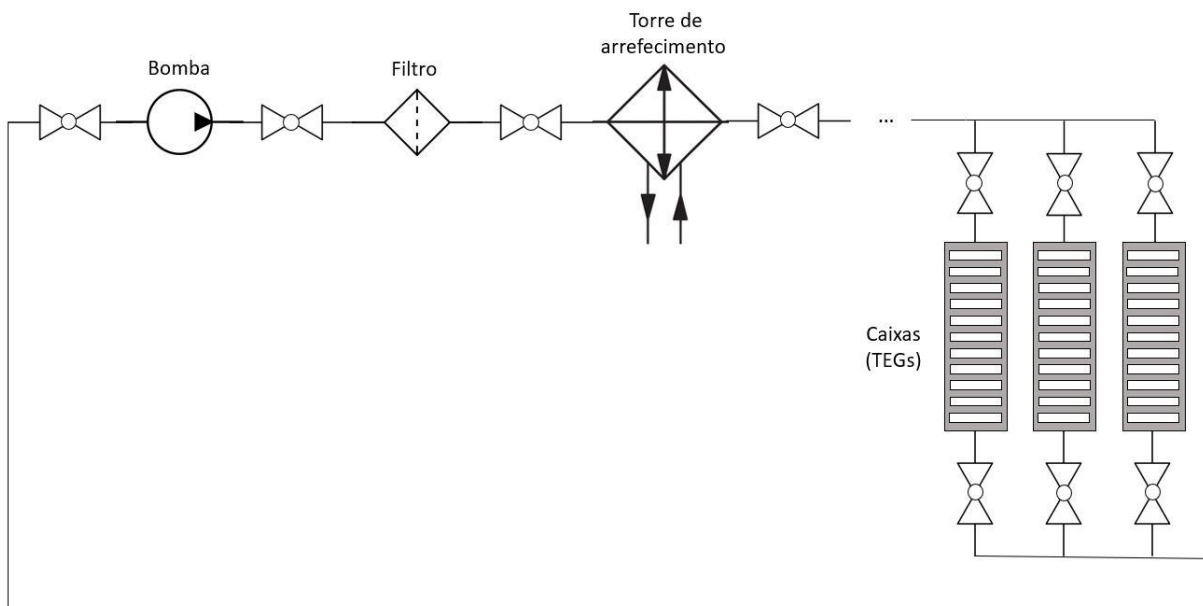 Torre de
arrefecimento
Bomba
Filtro
...
Caixas
(TEGs)